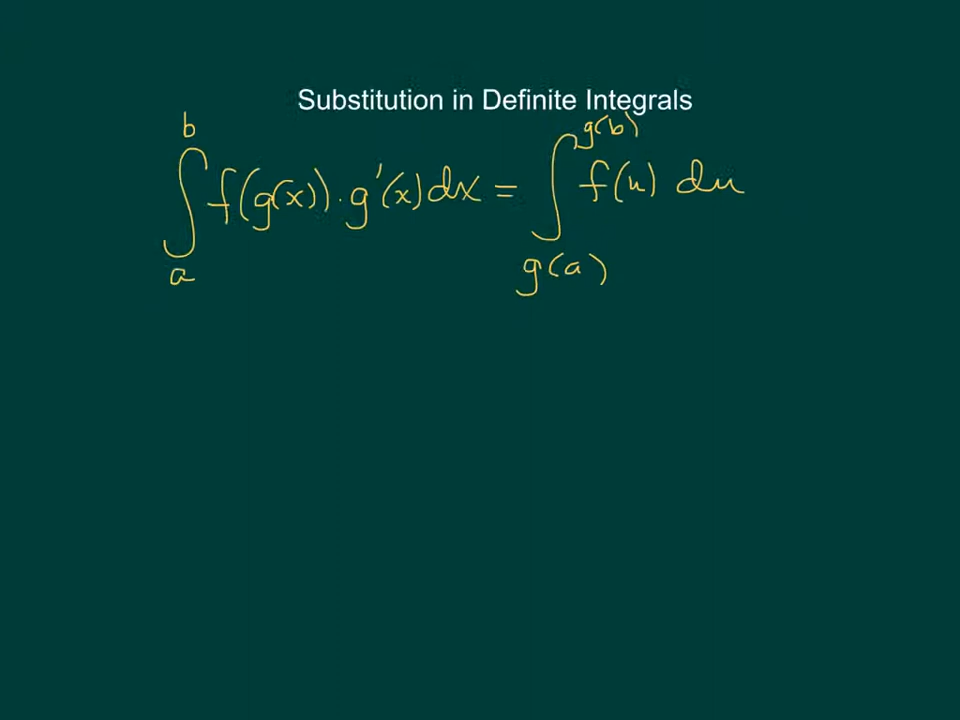 Substitution in Definite Integrals
∫_a^b f(g(x)) · g'(x) dx = ∫_{g(a)}^{g(b)} f(u) du